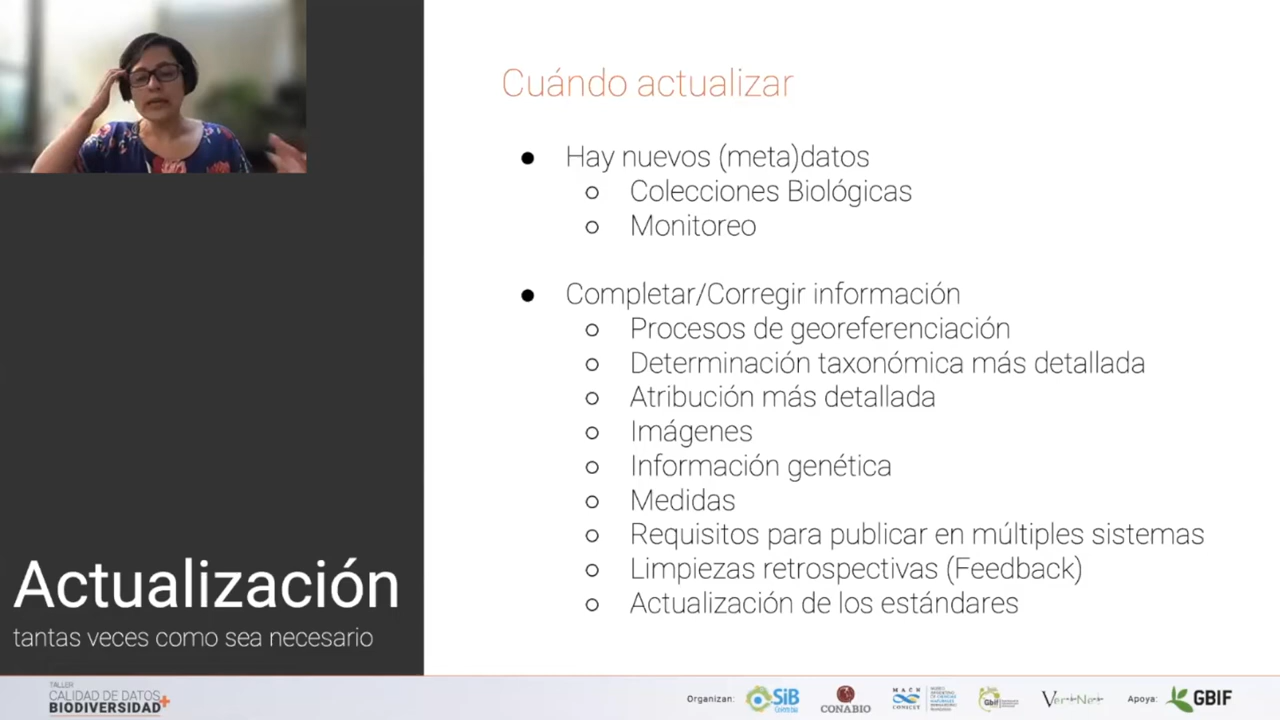 Cuándo actualizar
● Hay nuevos (meta)datos
○ Colecciones Biológicas
○ Monitoreo
● Completar/Corregir información
○ Procesos de georeferenciación
○ Determinación taxonómica más detallada
○ Atribución más detallada
○ Imágenes
○ Información genética
○ Medidas
○ Requisitos para publicar en múltiples sistemas
○ Limpiezas retrospectivas (Feedback)
○ Actualización de los estándares
Actualización
tantas veces como sea necesario
TALLER
CALIDAD DE DATOS
BIODIVERSIDAD+
Organizan:
SiB
Colombia
CONABIO
MACN
CONICET
Gbif
VertNet
Apoya:
GBIF